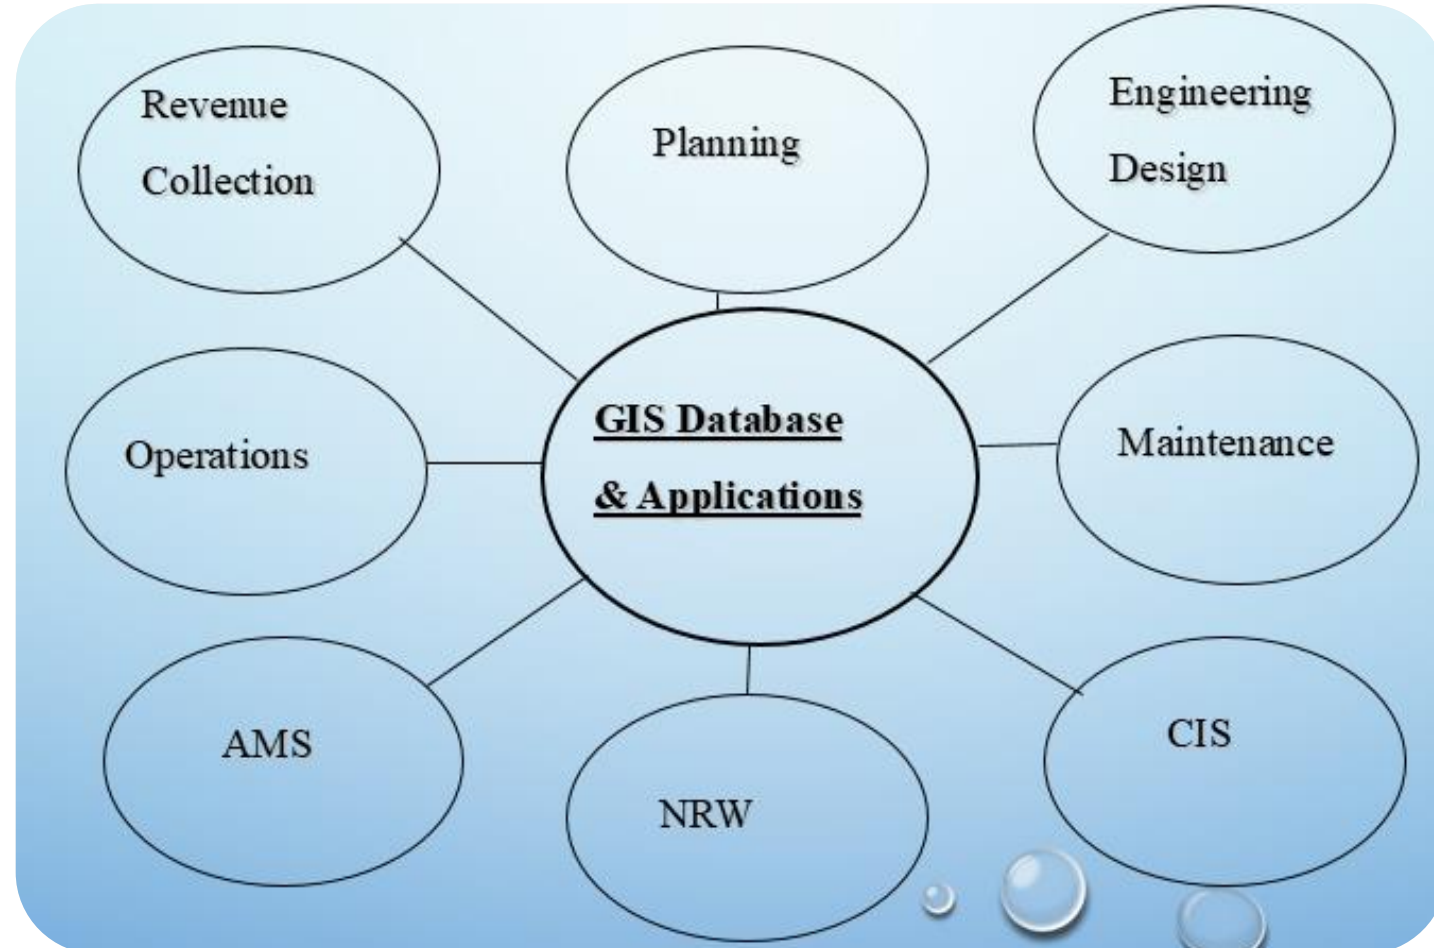 Revenue
Collection
Planning
Engineering
Design
Operations
GIS Database
& Applications
Maintenance
AMS
NRW
CIS